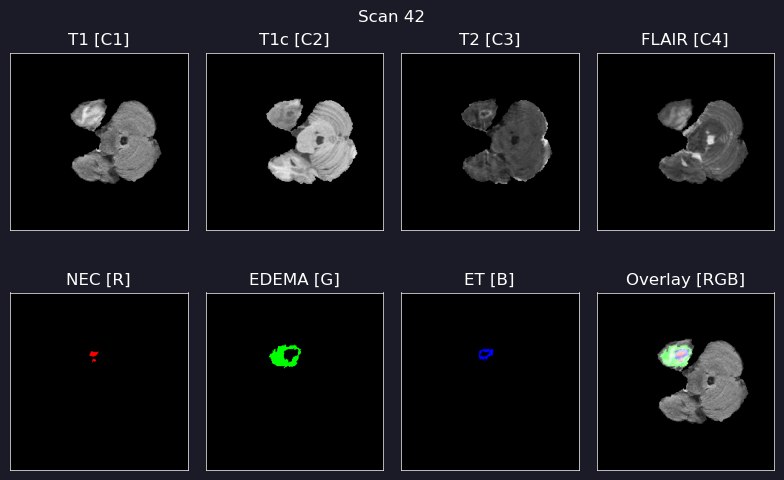 Scan 42
T1 [C1]
T1c [C2]
T2 [C3]
FLAIR [C4]
NEC [R]
EDEMA [G]
ET [B]
Overlay [RGB]